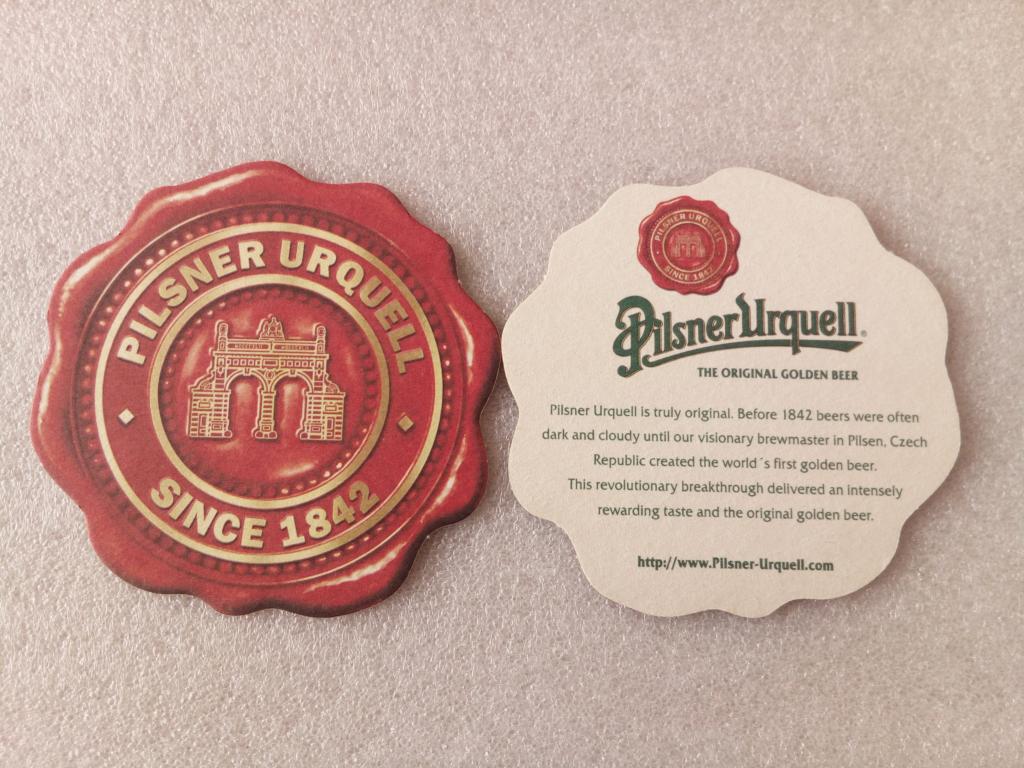 PILSNER URQUELL
SINCE 1842
PILSNER URQUELL
SINCE 1842
Pilsner Urquell®
THE ORIGINAL GOLDEN BEER
Pilsner Urquell is truly original. Before 1842 beers were often
dark and cloudy until our visionary brewmaster in Pilsen, Czech
Republic created the world´s first golden beer.
This revolutionary breakthrough delivered an intensely
rewarding taste and the original golden beer.
http://www.Pilsner-Urquell.com